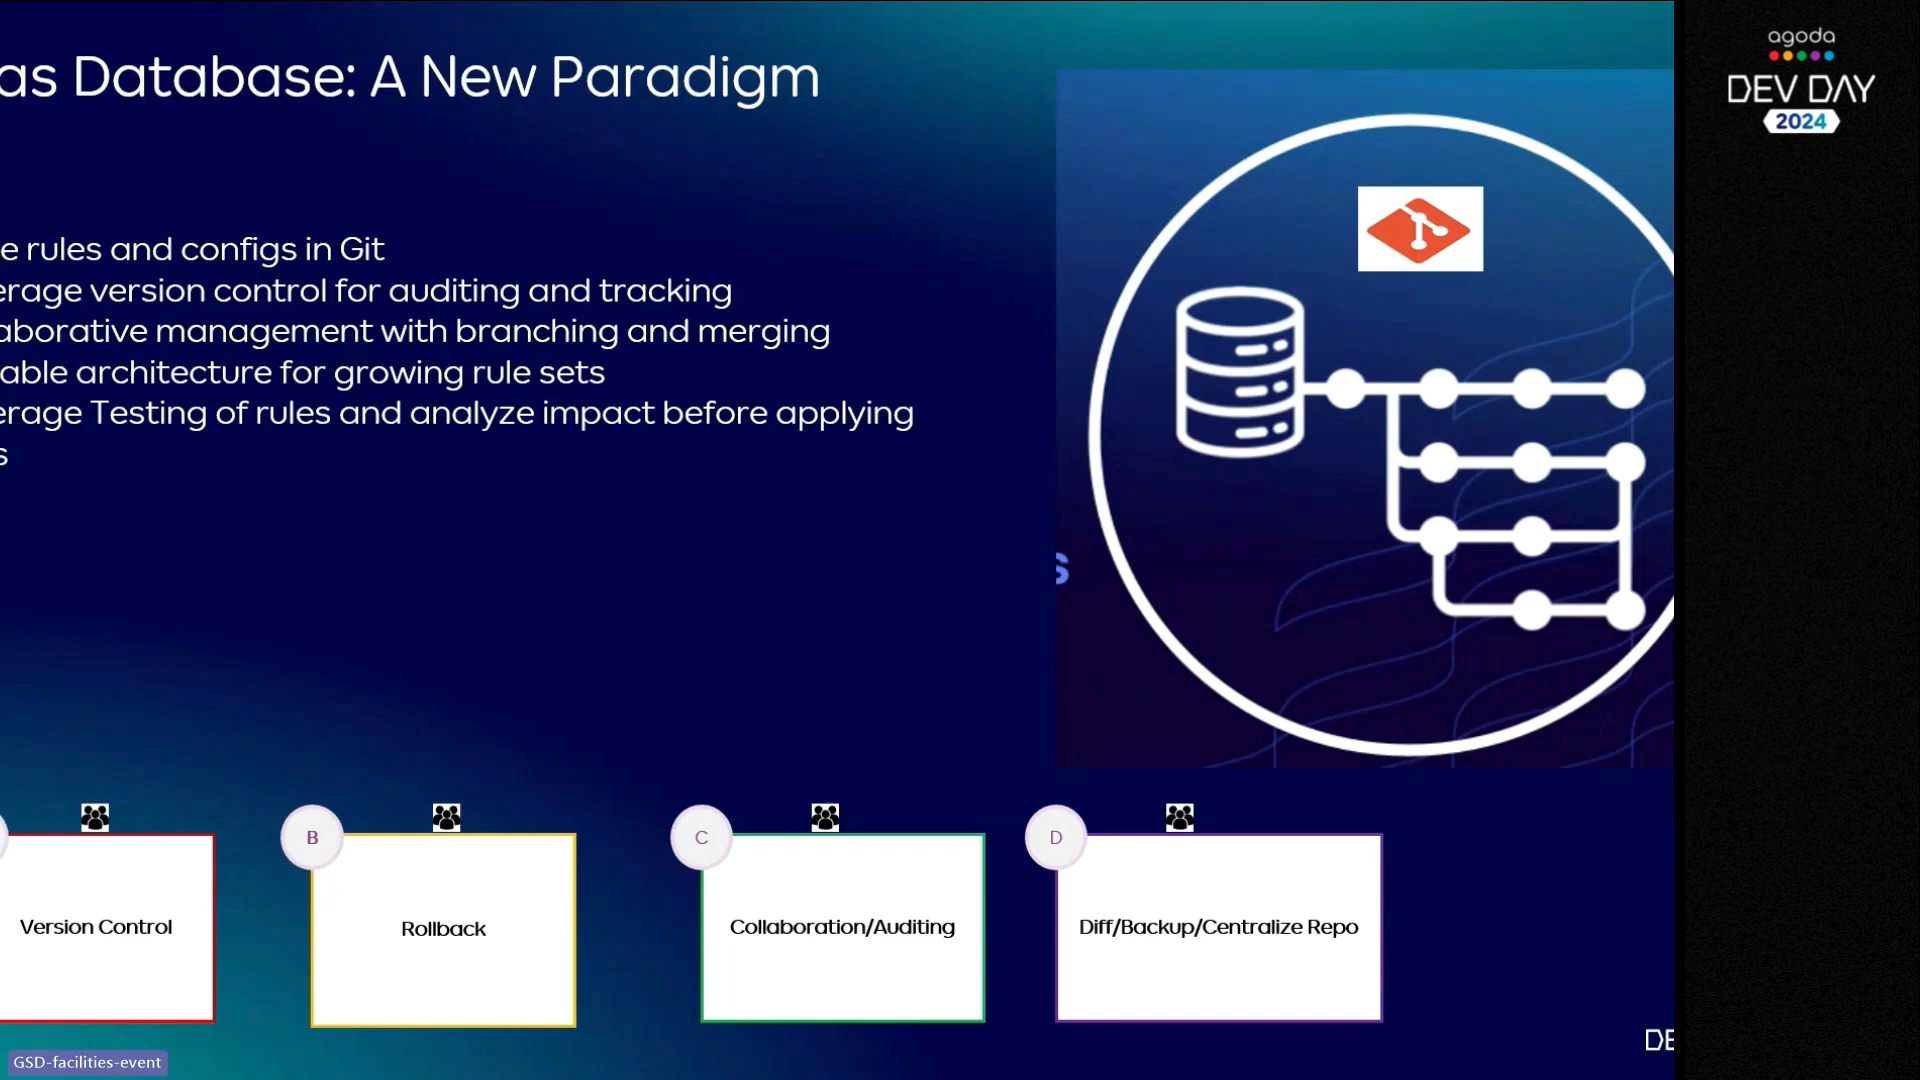 as Database: A New Paradigm
e rules and configs in Git
erage version control for auditing and tracking
aborative management with branching and merging
able architecture for growing rule sets
erage Testing of rules and analyze impact before applying
s
s
B
C
D
Version Control
Rollback
Collaboration/Auditing
Diff/Backup/Centralize Repo
DE
GSD-facilities-event
agoda
DEV DAY
2024